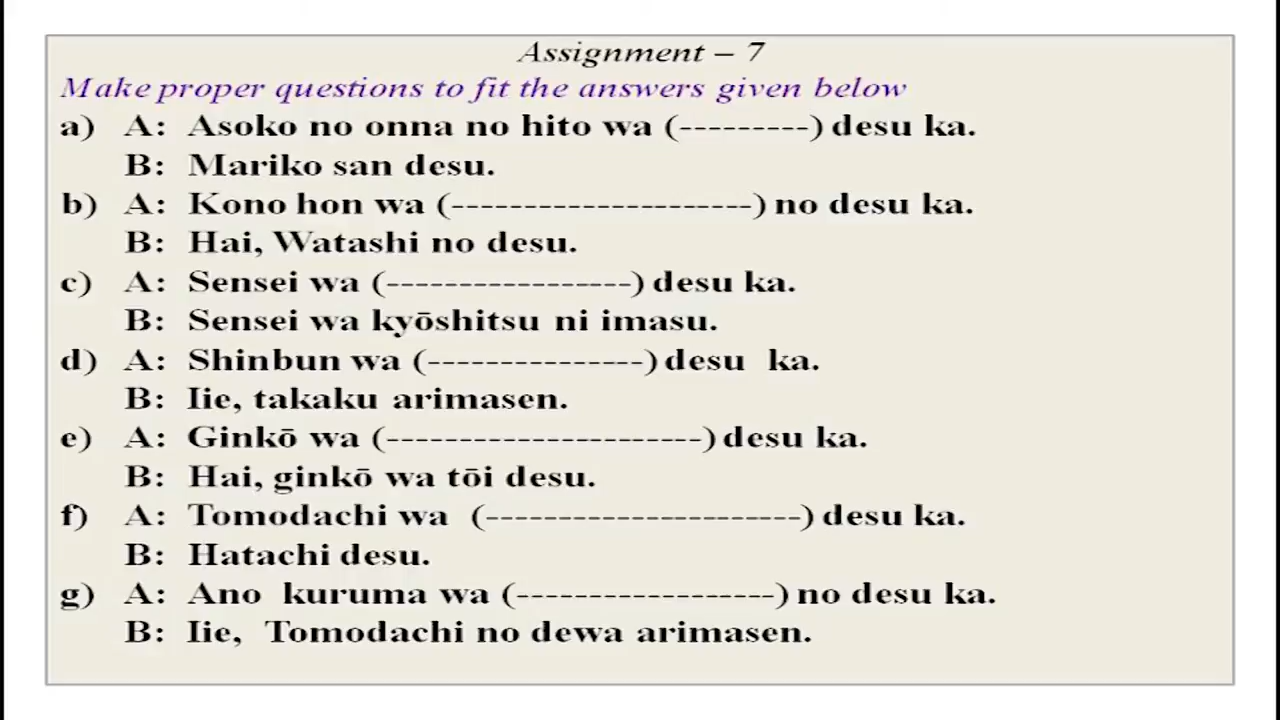 Assignment – 7
Make proper questions to fit the answers given below
a) A: Asoko no onna no hito wa (---------) desu ka.
B: Mariko san desu.
b) A: Kono hon wa (---------------------) no desu ka.
B: Hai, Watashi no desu.
c) A: Sensei wa (-----------------) desu ka.
B: Sensei wa kyōshitsu ni imasu.
d) A: Shinbun wa (---------------) desu ka.
B: Iie, takaku arimasen.
e) A: Ginkō wa (----------------------) desu ka.
B: Hai, ginkō wa tōi desu.
f) A: Tomodachi wa (----------------------) desu ka.
B: Hatachi desu.
g) A: Ano kuruma wa (------------------) no desu ka.
B: Iie, Tomodachi no dewa arimasen.